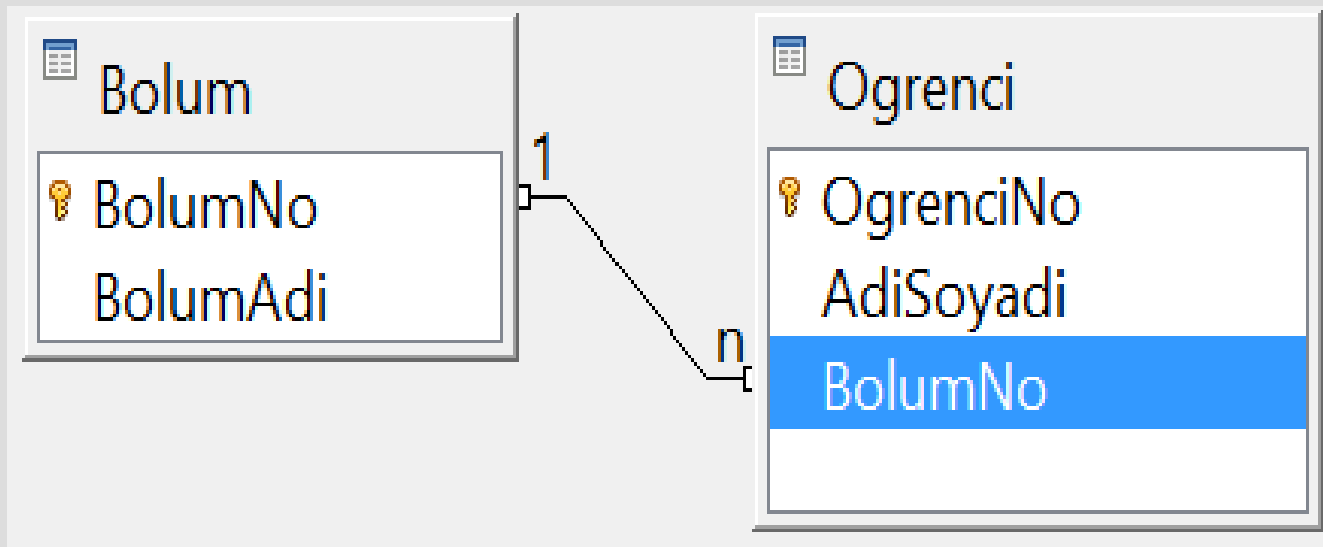 Bolum
BolumNo
BolumAdi
1
n
Ogrenci
OgrenciNo
AdiSoyadi
BolumNo